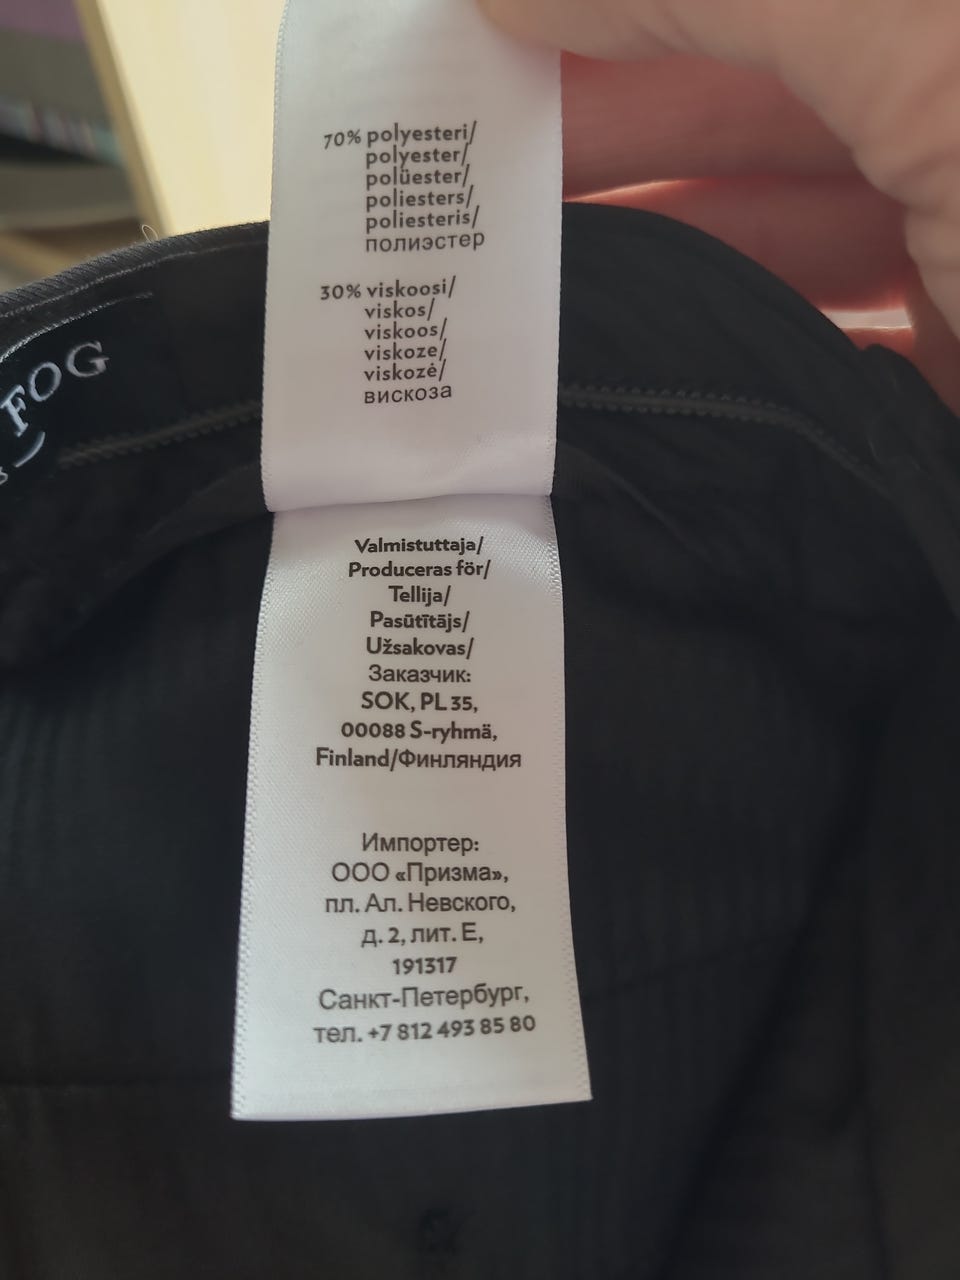 70% polyesteri/
polyester/
polüester/
poliesters/
poliesteris/
полиэстер
30% viskoosi/
viskos/
viskoos/
viskoze/
viskozė/
вискоза
FOG
Valmistuttaja/
Produceras för/
Tellija/
Pasūtītājs/
Užsakovas/
Заказчик:
SOK, PL 35,
00088 S-ryhmä,
Finland/Финляндия
Импортер:
ООО «Призма»,
пл. Ал. Невского,
д. 2, лит. Е,
191317
Санкт-Петербург,
тел. +7 812 493 85 80